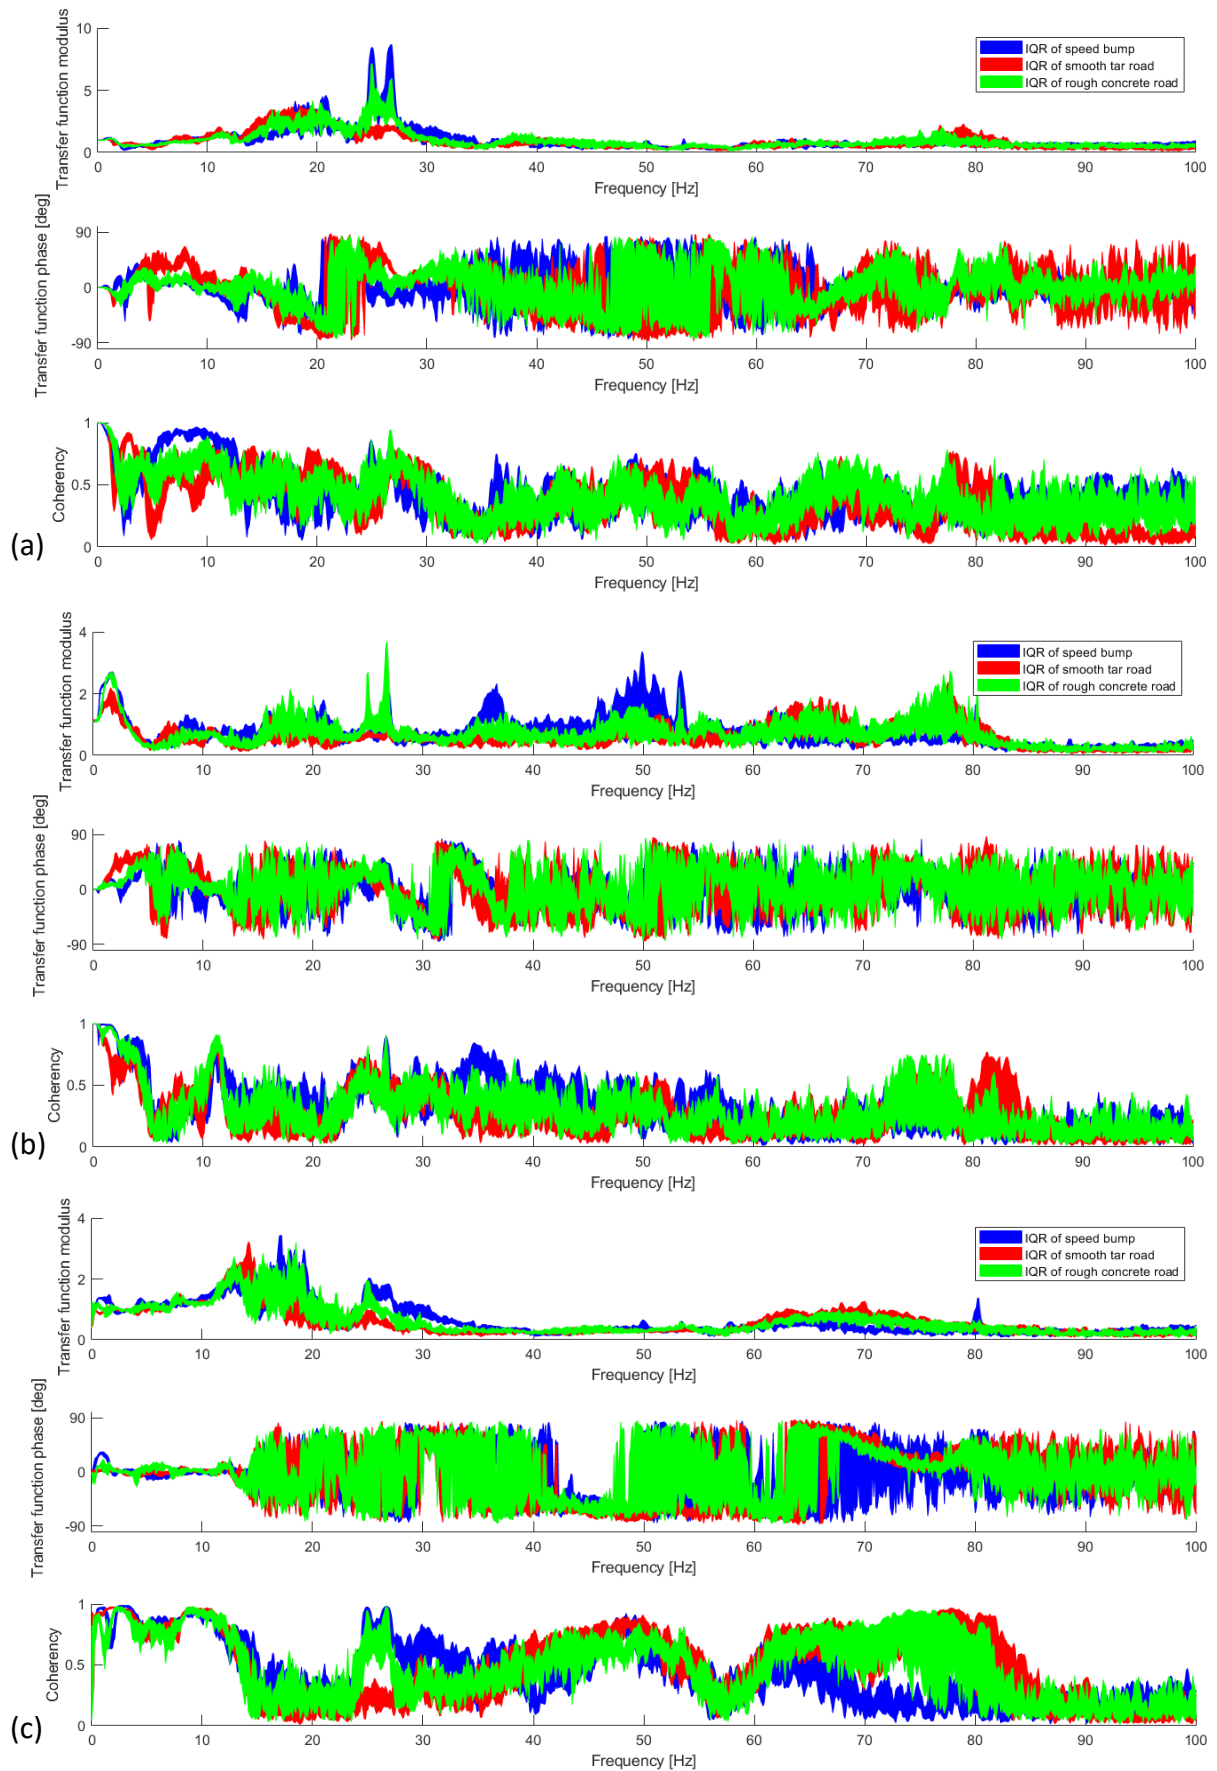 Transfer function modulus
10
5
0
IQR of speed bump
IQR of smooth tar road
IQR of rough concrete road
0 10 20 30 40 50 60 70 80 90 100
Frequency [Hz]
Transfer function phase [deg]
90
0
-90
0 10 20 30 40 50 60 70 80 90 100
Frequency [Hz]
Coherency
1
0.5
0
0 10 20 30 40 50 60 70 80 90 100
Frequency [Hz]
(a)
Transfer function modulus
4
2
0
IQR of speed bump
IQR of smooth tar road
IQR of rough concrete road
0 10 20 30 40 50 60 70 80 90 100
Frequency [Hz]
Transfer function phase [deg]
90
0
-90
0 10 20 30 40 50 60 70 80 90 100
Frequency [Hz]
Coherency
1
0.5
0
0 10 20 30 40 50 60 70 80 90 100
Frequency [Hz]
(b)
Transfer function modulus
4
2
0
IQR of speed bump
IQR of smooth tar road
IQR of rough concrete road
0 10 20 30 40 50 60 70 80 90 100
Frequency [Hz]
Transfer function phase [deg]
90
0
-90
0 10 20 30 40 50 60 70 80 90 100
Frequency [Hz]
Coherency
1
0.5
0
0 10 20 30 40 50 60 70 80 90 100
Frequency [Hz]
(c)